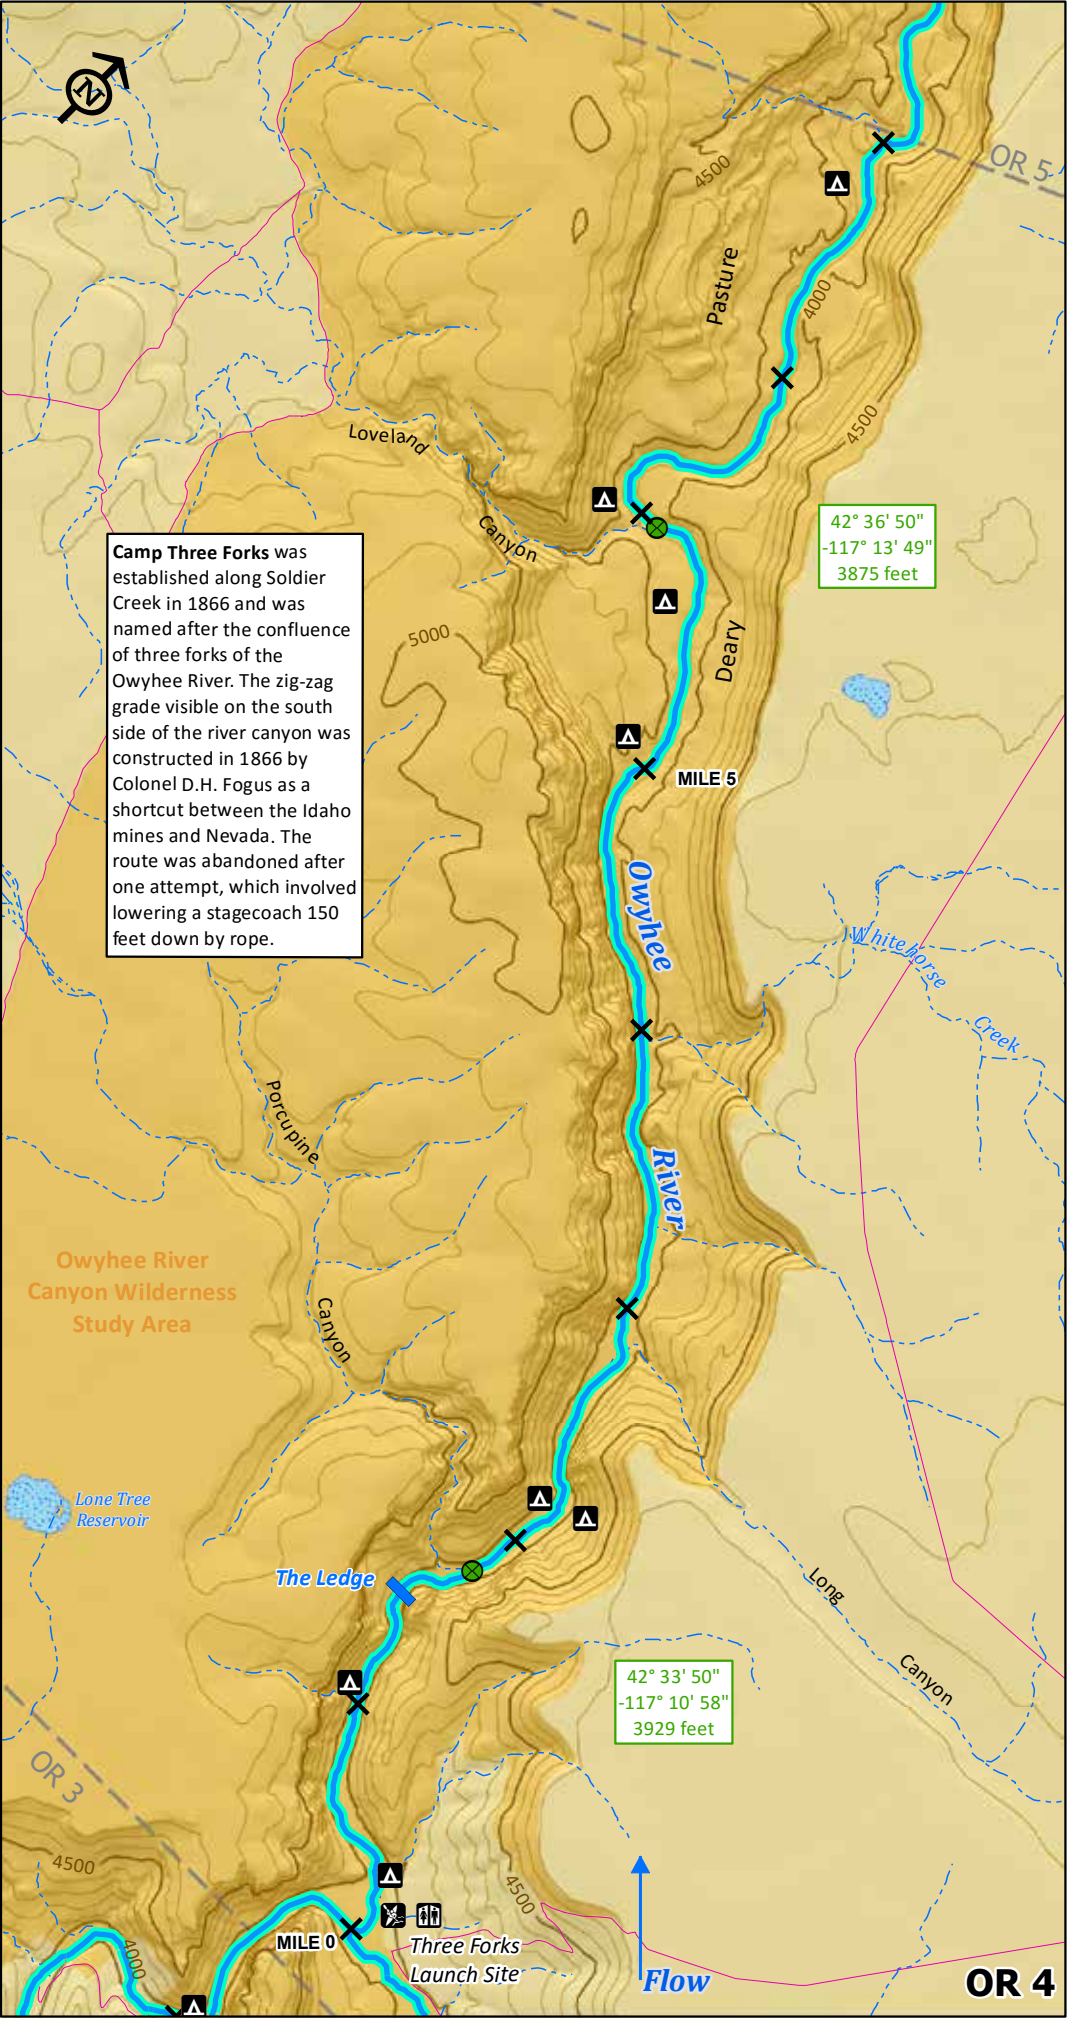 N
OR 5
4500
Pasture
4000
4500
Loveland
Canyon
42° 36' 50"
-117° 13' 49"
3875 feet
Camp Three Forks was
established along Soldier
Creek in 1866 and was
named after the confluence
of three forks of the
Owyhee River. The zig-zag
grade visible on the south
side of the river canyon was
constructed in 1866 by
Colonel D.H. Fogus as a
shortcut between the Idaho
mines and Nevada. The
route was abandoned after
one attempt, which involved
lowering a stagecoach 150
feet down by rope.
5000
Deary
MILE 5
Owyhee
River
Whitehorse
Creek
Porcupine
Canyon
Owyhee River
Canyon Wilderness
Study Area
Lone Tree
Reservoir
The Ledge
Long
Canyon
42° 33' 50"
-117° 10' 58"
3929 feet
OR 3
4500
4500
4000
MILE 0
Three Forks
Launch Site
Flow
OR 4